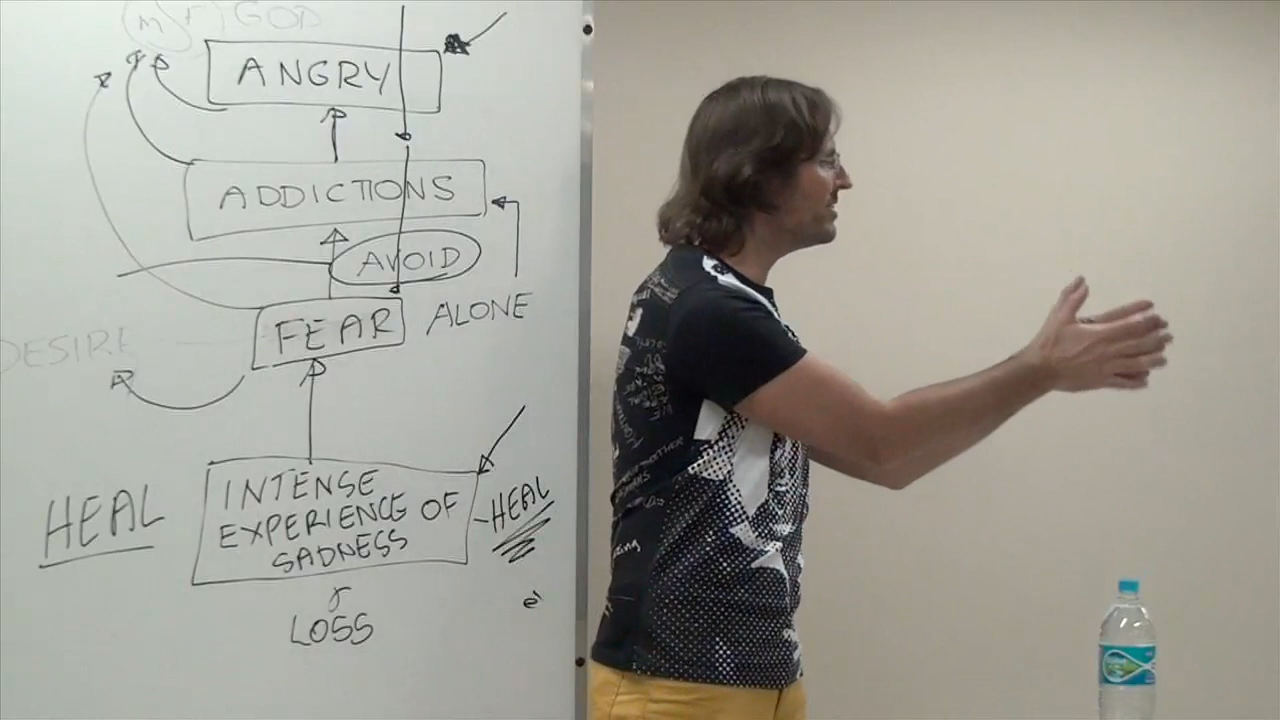 GOD
ANGRY
ADDICTIONS
AVOID
FEAR
ALONE
DESIRE
HEAL
INTENSE
EXPERIENCE OF
SADNESS
-HEAL
LOSS